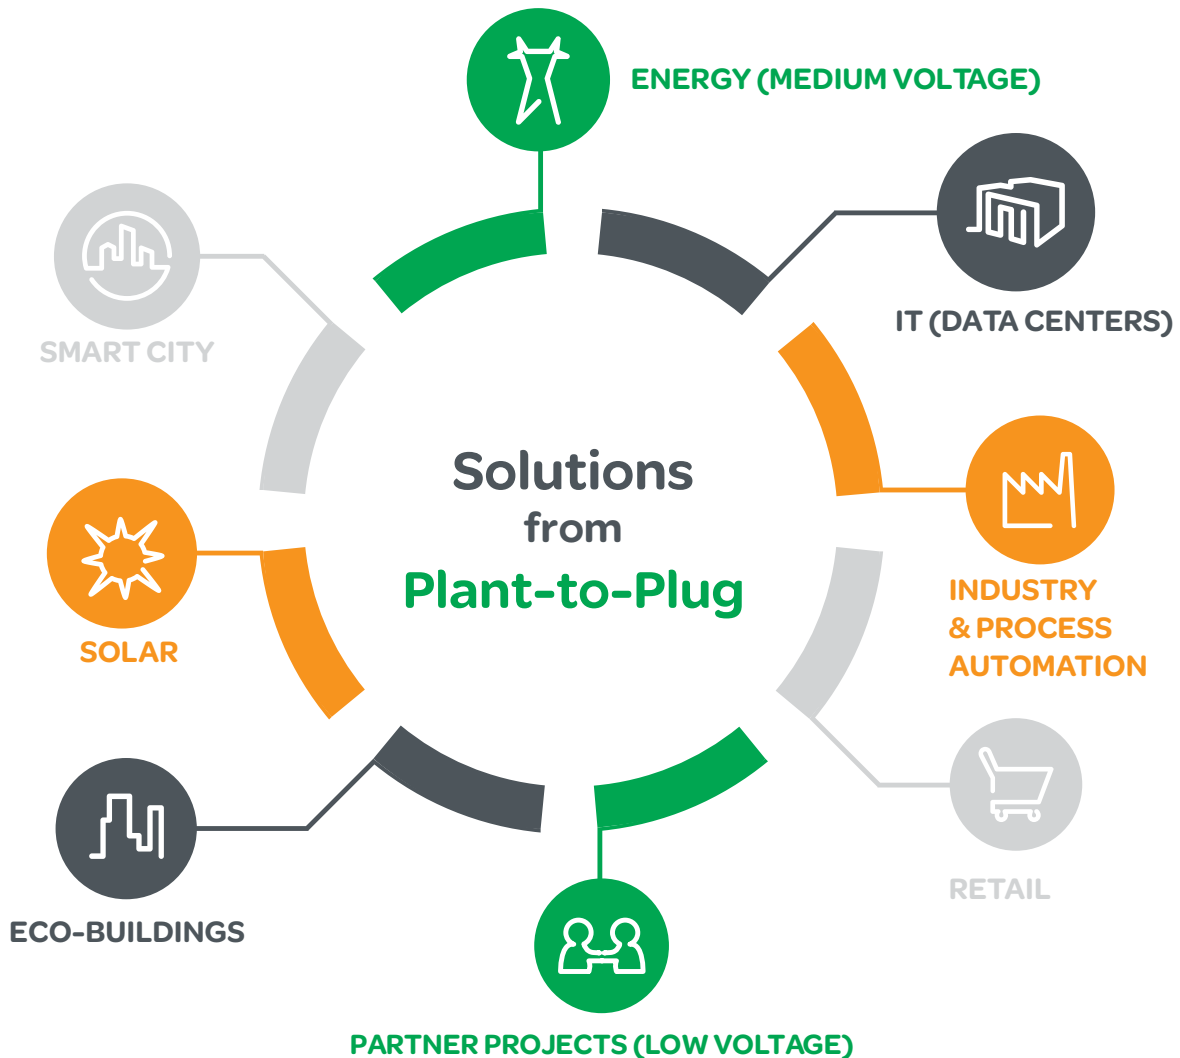 ENERGY (MEDIUM VOLTAGE)
IT (DATA CENTERS)
SMART CITY
Solutions
from
Plant-to-Plug
INDUSTRY
& PROCESS
AUTOMATION
SOLAR
RETAIL
ECO-BUILDINGS
PARTNER PROJECTS (LOW VOLTAGE)